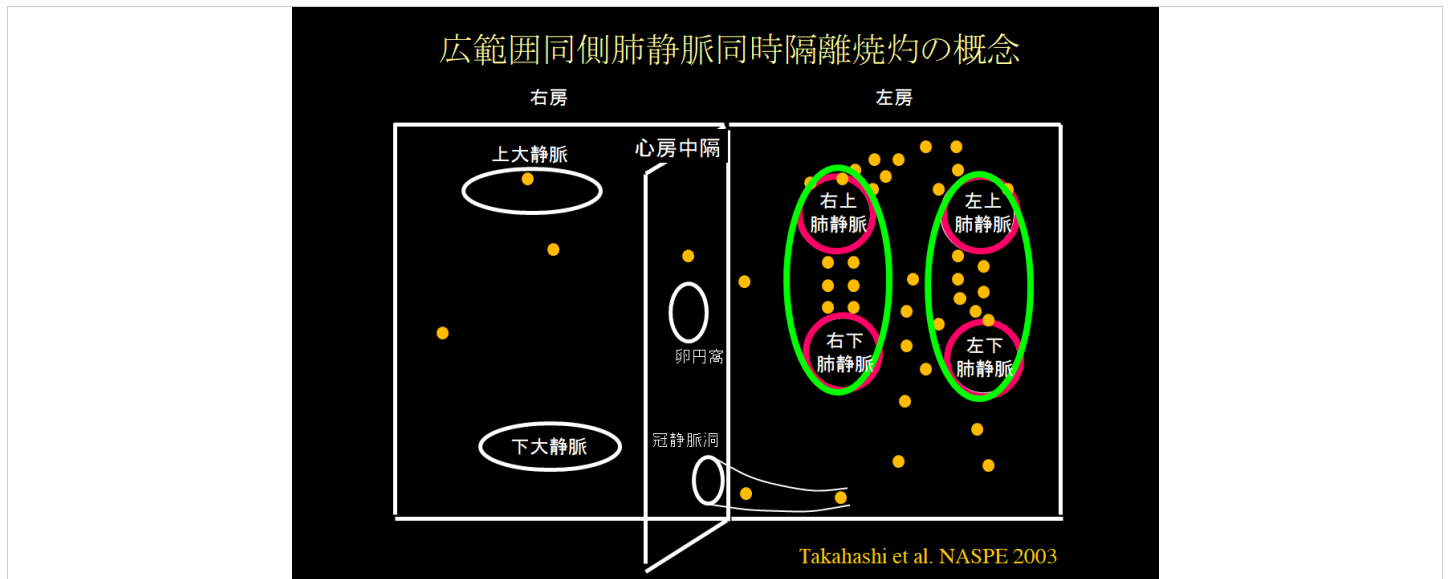 広範囲同側肺静脈同時隔離焼灼の概念
右房
左房
上大静脈
心房中隔
右上
肺静脈
左上
肺静脈
卵円窩
右下
肺静脈
左下
肺静脈
下大静脈
冠静脈洞
Takahashi et al. NASPE 2003